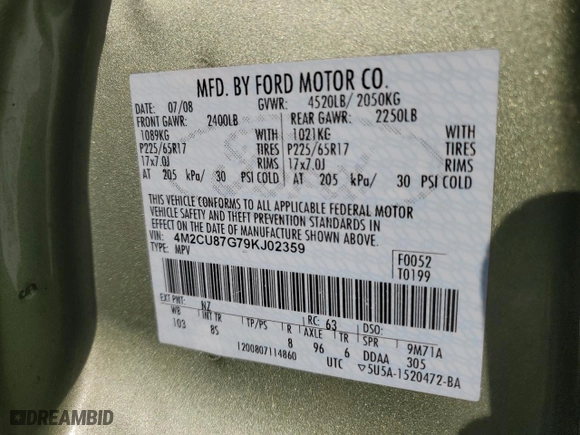 MFD. BY FORD MOTOR CO.
DATE: 07/08 GVWR: 4520LB/ 2050KG
FRONT GAWR: 2400LB REAR GAWR: 2250LB
1089KG WITH 1021KG WITH
P225/65R17 TIRES P225/65R17 TIRES
17x7.0J RIMS 17x7.0J RIMS
AT 205 kPa/ 30 PSI COLD AT 205 kPa/ 30 PSI COLD
THIS VEHICLE CONFORMS TO ALL APPLICABLE FEDERAL MOTOR
VEHICLE SAFETY AND THEFT PREVENTION STANDARDS IN
EFFECT ON THE DATE OF MANUFACTURE SHOWN ABOVE.
VIN: 4M2CU87G79KJ02359
TYPE: MPV
F0052
T0199
EXT PNT: NZ RC: 63 DSO:
WB INT TR TP/PS R AXLE TR SPR 9M71A
103 85 8 96 6 DDAA 305
1200807114860 UTC ▽5U5A-1520472-BA
DREAMBID